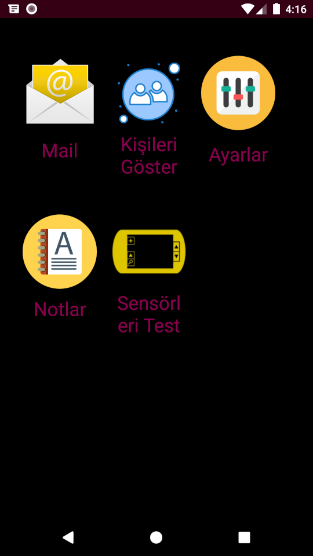 4:16
@
Mail
Kişileri
Göster
Ayarlar
A
Notlar
Sensörl
eri Test